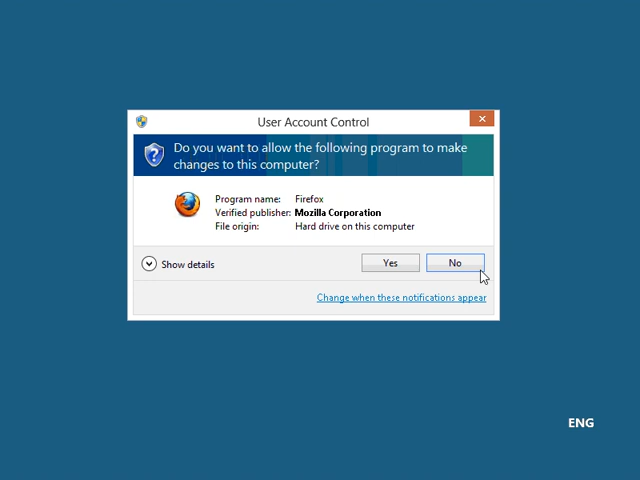 User Account Control
Do you want to allow the following program to make
changes to this computer?
Program name: Firefox
Verified publisher: Mozilla Corporation
File origin: Hard drive on this computer
Show details
Yes
No
Change when these notifications appear
ENG